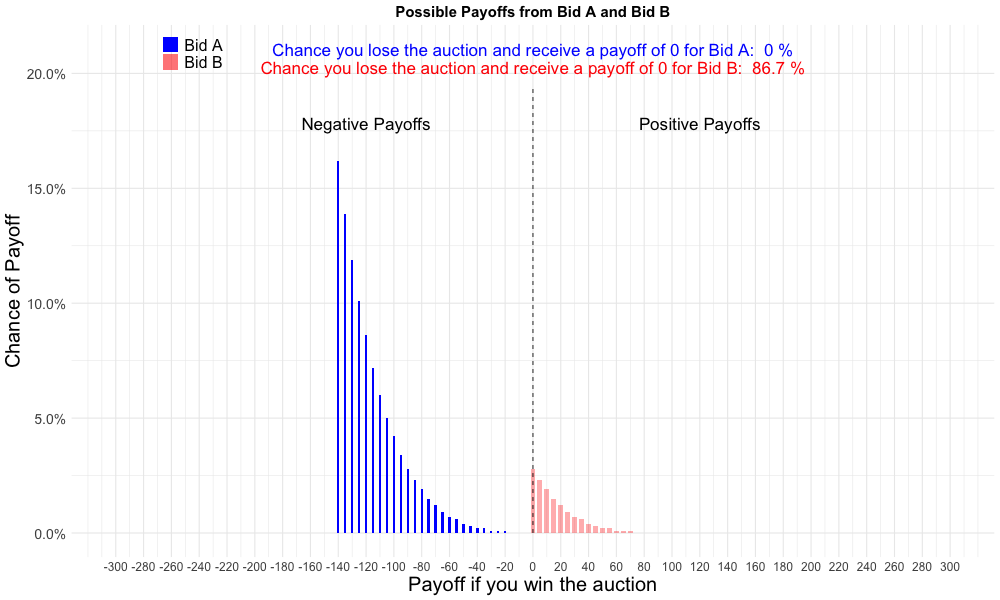 Possible Payoffs from Bid A and Bid B
Bid A
Bid B
Chance you lose the auction and receive a payoff of 0 for Bid A:  0 %
Chance you lose the auction and receive a payoff of 0 for Bid B:  86.7 %
Negative Payoffs
Positive Payoffs
Chance of Payoff
20.0%
15.0%
10.0%
5.0%
0.0%
-300 -280 -260 -240 -220 -200 -180 -160 -140 -120 -100 -80 -60 -40 -20 0 20 40 60 80 100 120 140 160 180 200 220 240 260 280 300
Payoff if you win the auction